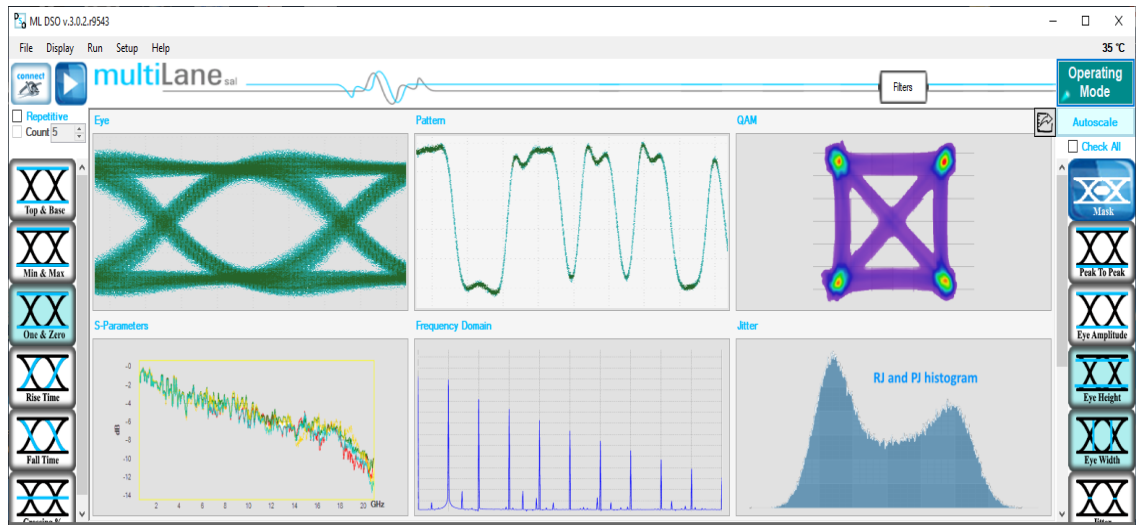 ML DSO v.3.0.2.r9543
File Display Run Setup Help
35 °C
connect
multiLane sal
Filters
Operating
Mode
Repetitive
Count 5
Autoscale
Check All
Eye
Pattern
QAM
Top & Base
Min & Max
One & Zero
Rise Time
Fall Time
Crossing %
Mask
Peak To Peak
Eye Amplitude
Eye Height
Eye Width
Jitter
S-Parameters
Frequency Domain
Jitter
-0
-2
-4
-6
-8
-10
-12
-14
dB
2 4 6 8 10 12 14 16 18 20 GHz
RJ and PJ histogram